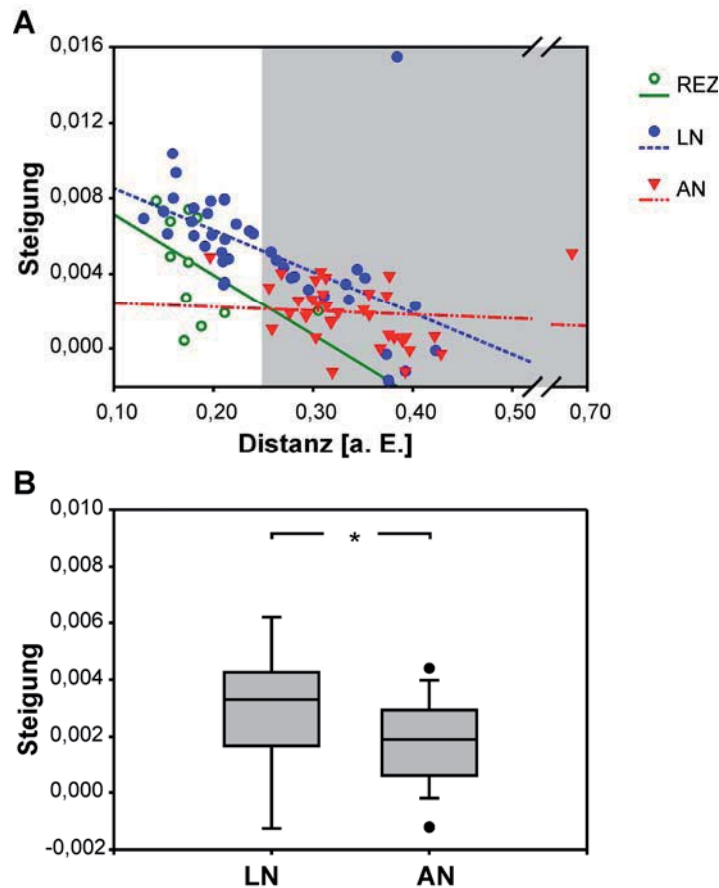 A
0,016
0,012
0,008
0,004
0,000
Steigung
0,10 0,20 0,30 0,40 0,50 0,70
Distanz [a. E.]
REZ
LN
AN
B
0,010
0,008
0,006
0,004
0,002
0,000
-0,002
Steigung
*
LN AN